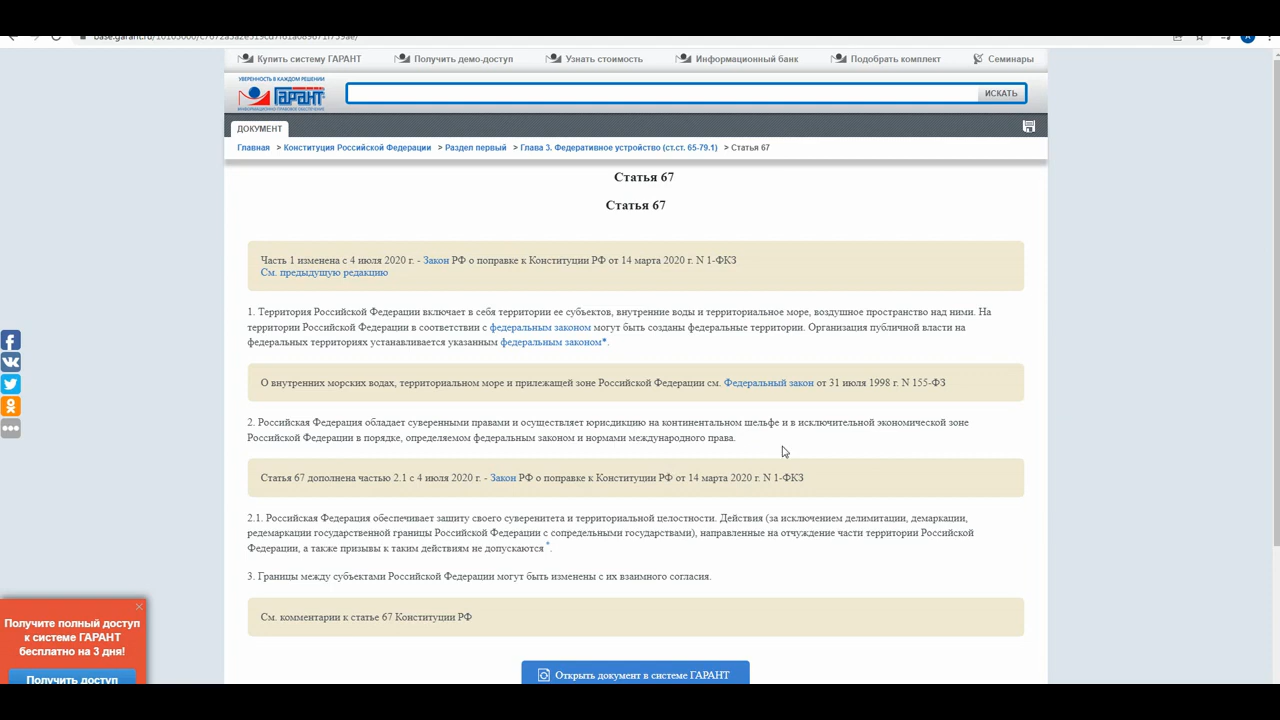 Купить систему ГАРАНТ
Получить демо-доступ
Узнать стоимость
Информационный банк
Подобрать комплект
Семинары
УВЕРЕННОСТЬ В КАЖДОМ РЕШЕНИИ
ГАРАНТ
ИНФОРМАЦИОННО-ПРАВОВОЕ ОБЕСПЕЧЕНИЕ
ИСКАТЬ
ДОКУМЕНТ
Главная > Конституция Российской Федерации > Раздел первый > Глава 3. Федеративное устройство (ст.ст. 65-79.1) > Статья 67
Статья 67
Статья 67
Часть 1 изменена с 4 июля 2020 г. - Закон РФ о поправке к Конституции РФ от 14 марта 2020 г. N 1-ФКЗ
См. предыдущую редакцию
1. Территория Российской Федерации включает в себя территории ее субъектов, внутренние воды и территориальное море, воздушное пространство над ними. На
территории Российской Федерации в соответствии с федеральным законом могут быть созданы федеральные территории. Организация публичной власти на
федеральных территориях устанавливается указанным федеральным законом*.
О внутренних морских водах, территориальном море и прилежащей зоне Российской Федерации см. Федеральный закон от 31 июля 1998 г. N 155-ФЗ
2. Российская Федерация обладает суверенными правами и осуществляет юрисдикцию на континентальном шельфе и в исключительной экономической зоне
Российской Федерации в порядке, определяемом федеральным законом и нормами международного права.
Статья 67 дополнена частью 2.1 с 4 июля 2020 г. - Закон РФ о поправке к Конституции РФ от 14 марта 2020 г. N 1-ФКЗ
2.1. Российская Федерация обеспечивает защиту своего суверенитета и территориальной целостности. Действия (за исключением делимитации, демаркации,
редемаркации государственной границы Российской Федерации с сопредельными государствами), направленные на отчуждение части территории Российской
Федерации, а также призывы к таким действиям не допускаются*.
3. Границы между субъектами Российской Федерации могут быть изменены с их взаимного согласия.
См. комментарии к статье 67 Конституции РФ
Открыть документ в системе ГАРАНТ
Получите полный доступ
к системе ГАРАНТ
бесплатно на 3 дня!
Получить доступ